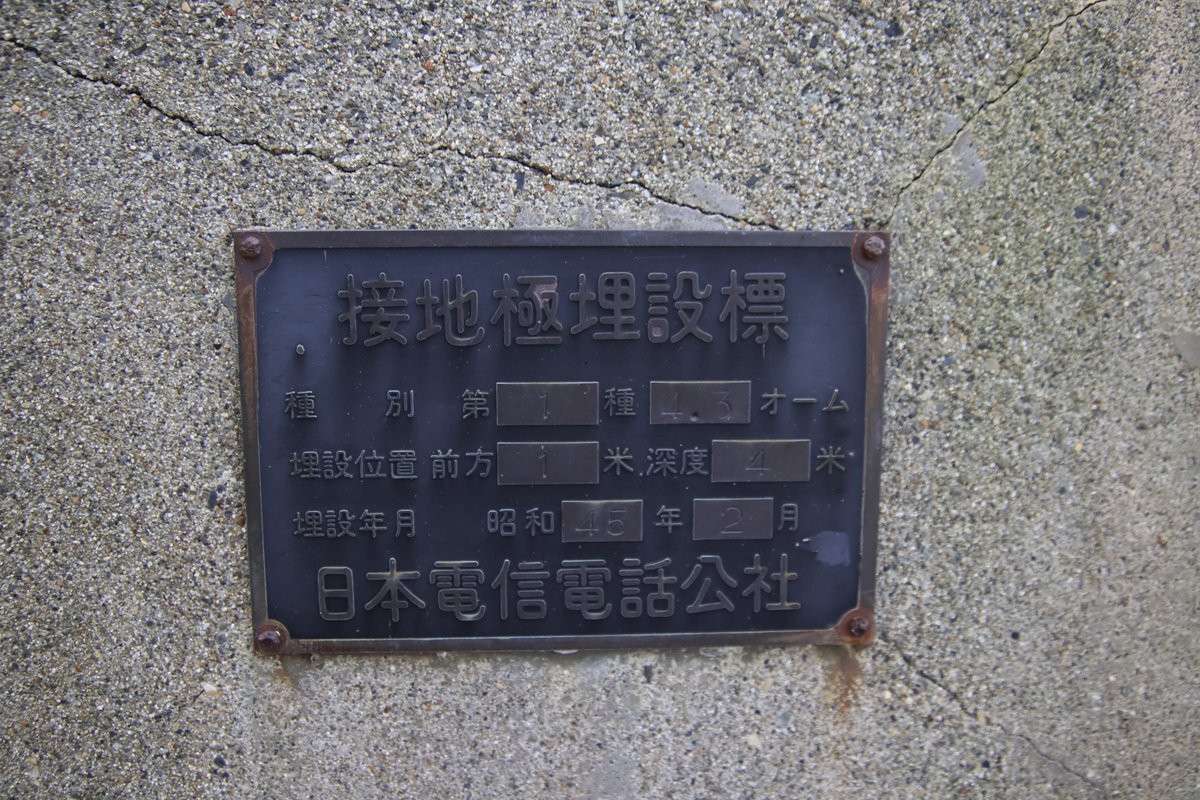 接地極埋設標
種別 第1種 4.3オーム
埋設位置 前方1米.深度4米
埋設年月 昭和45年2月
日本電信電話公社